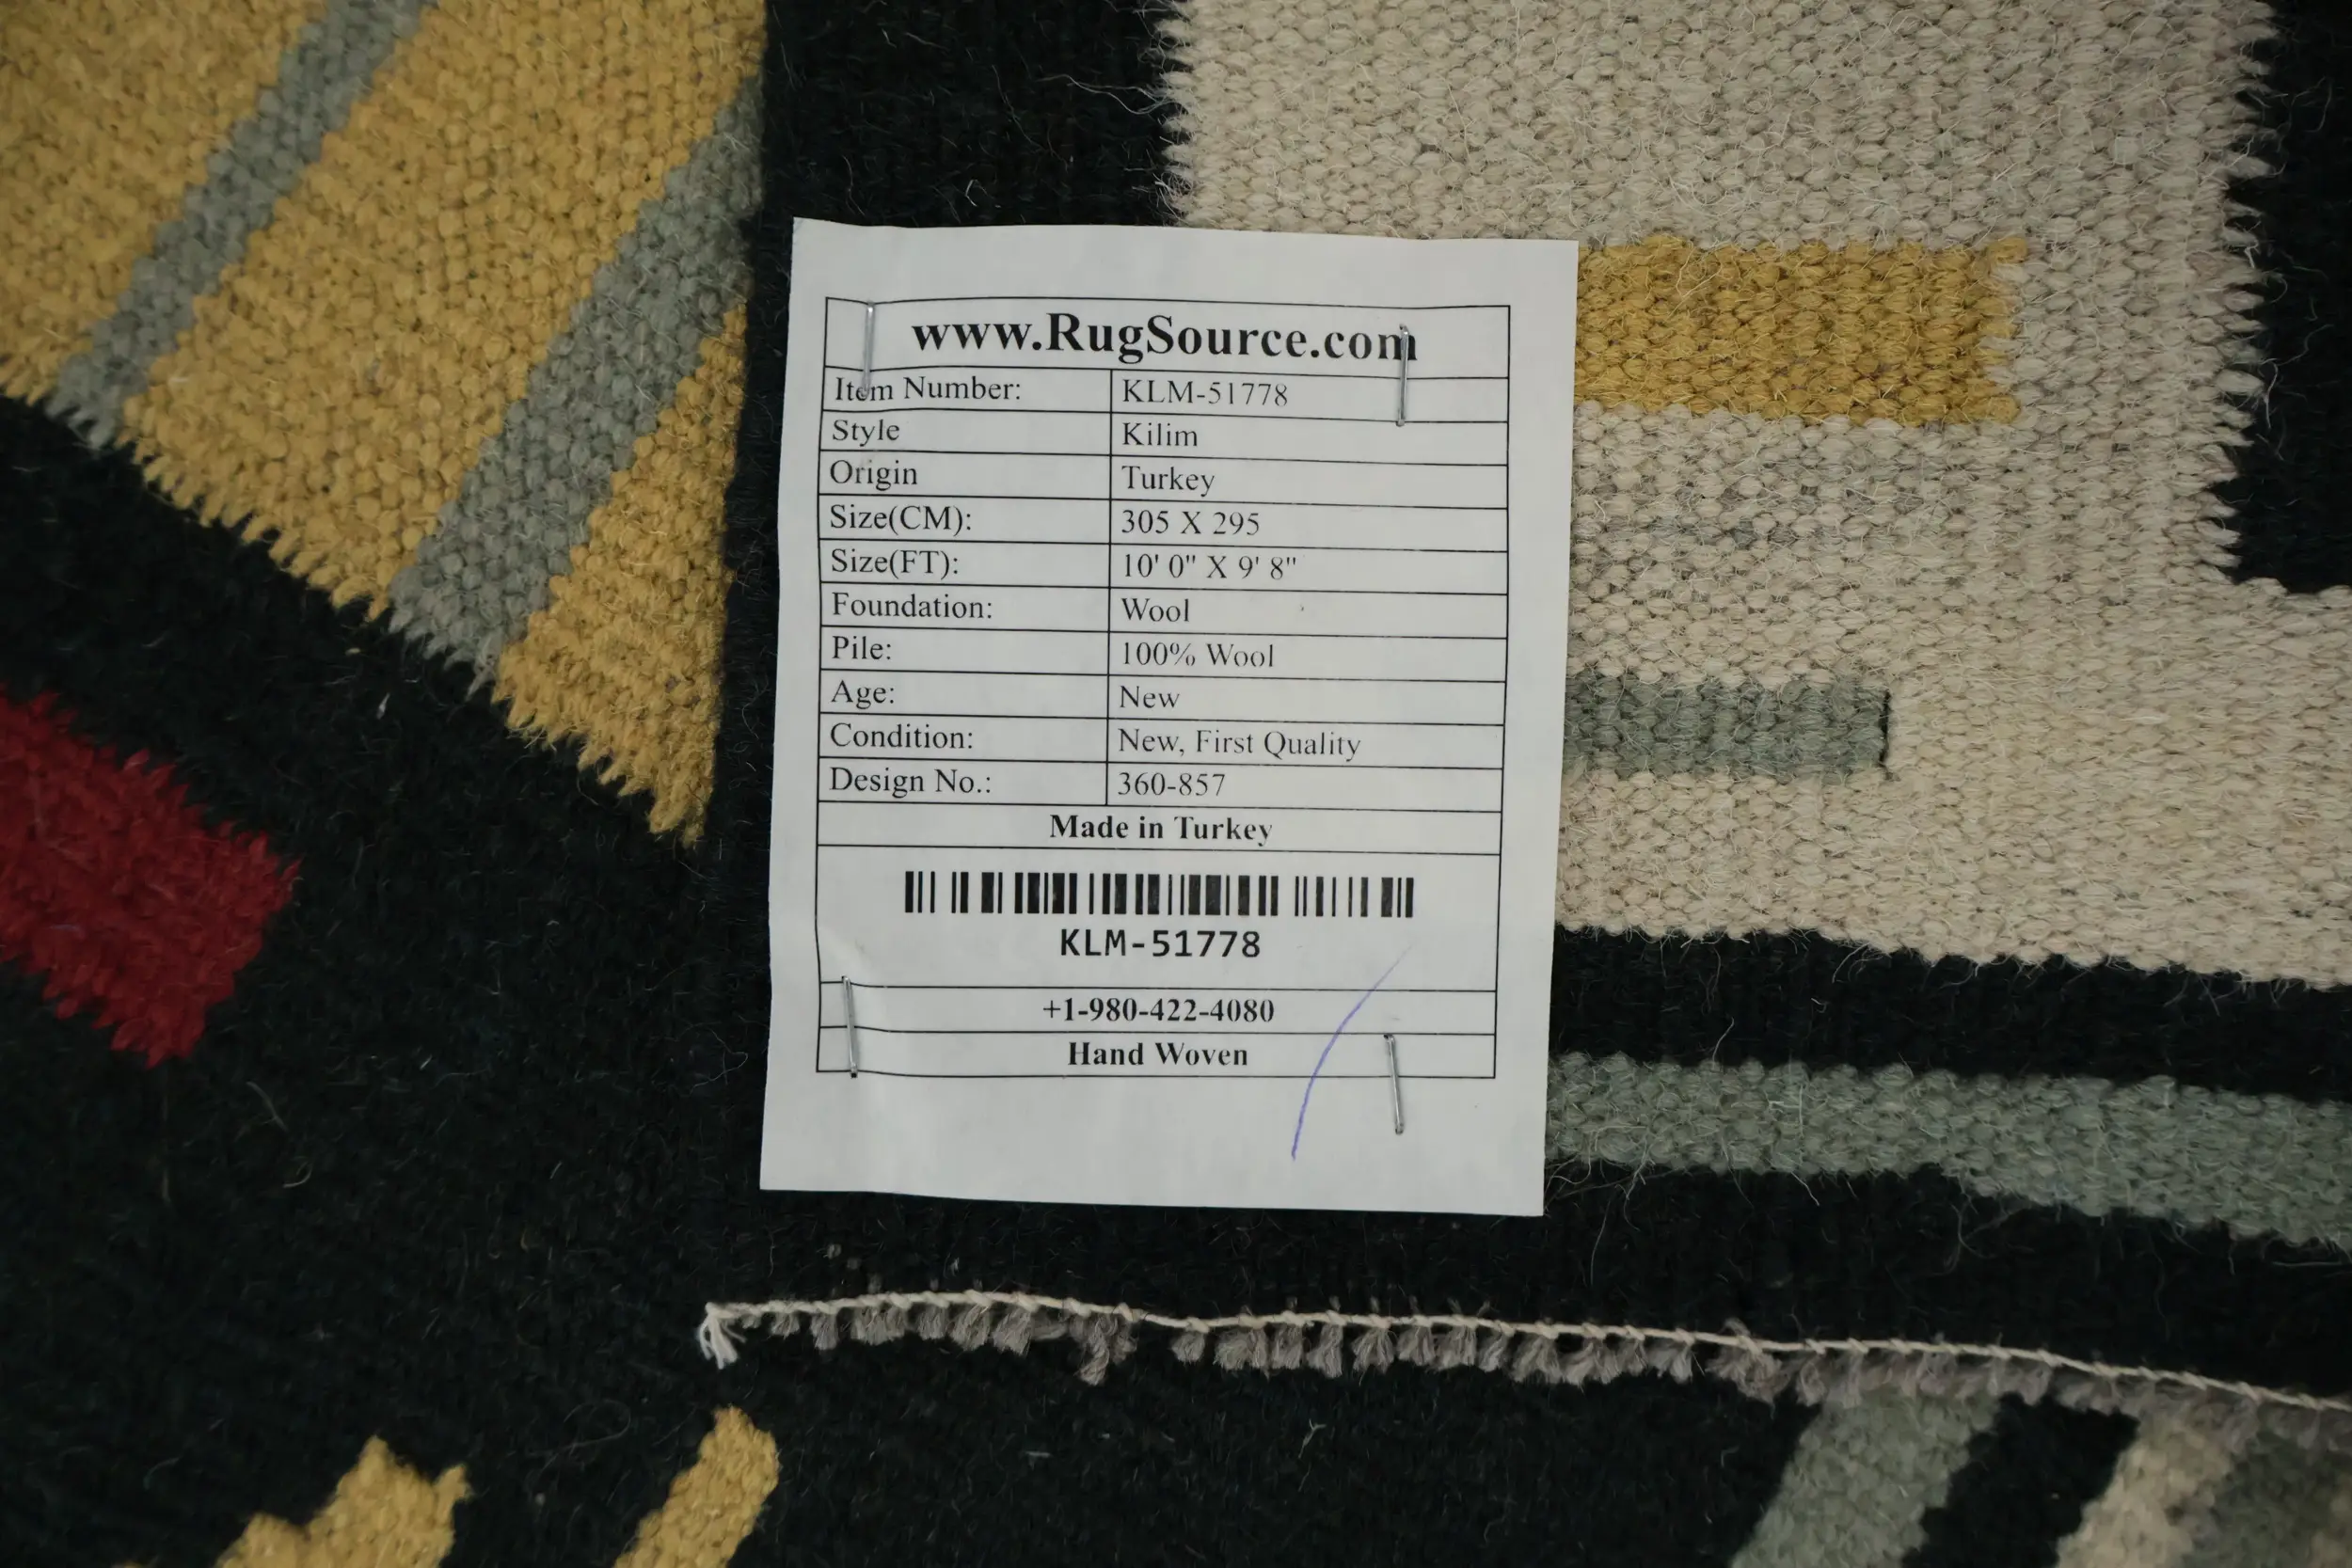 www.RugSource.com
Item Number: KLM-51778
Style Kilim
Origin Turkey
Size(CM): 305 X 295
Size(FT): 10' 0" X 9' 8"
Foundation: Wool
Pile: 100% Wool
Age: New
Condition: New, First Quality
Design No.: 360-857
Made in Turkey
KLM-51778
+1-980-422-4080
Hand Woven